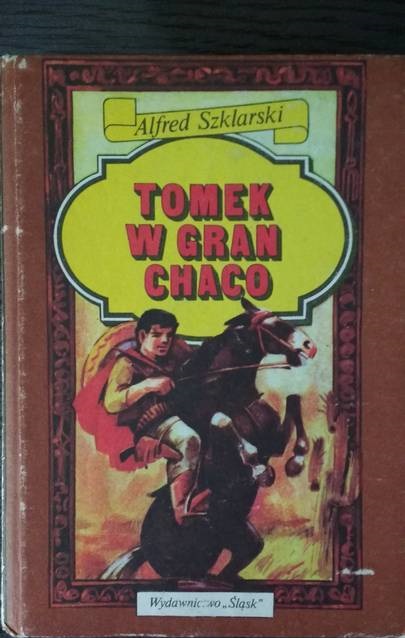 Alfred Szklarski
TOMEK
W GRAN
CHACO
Wydawnictwo „Śląsk"